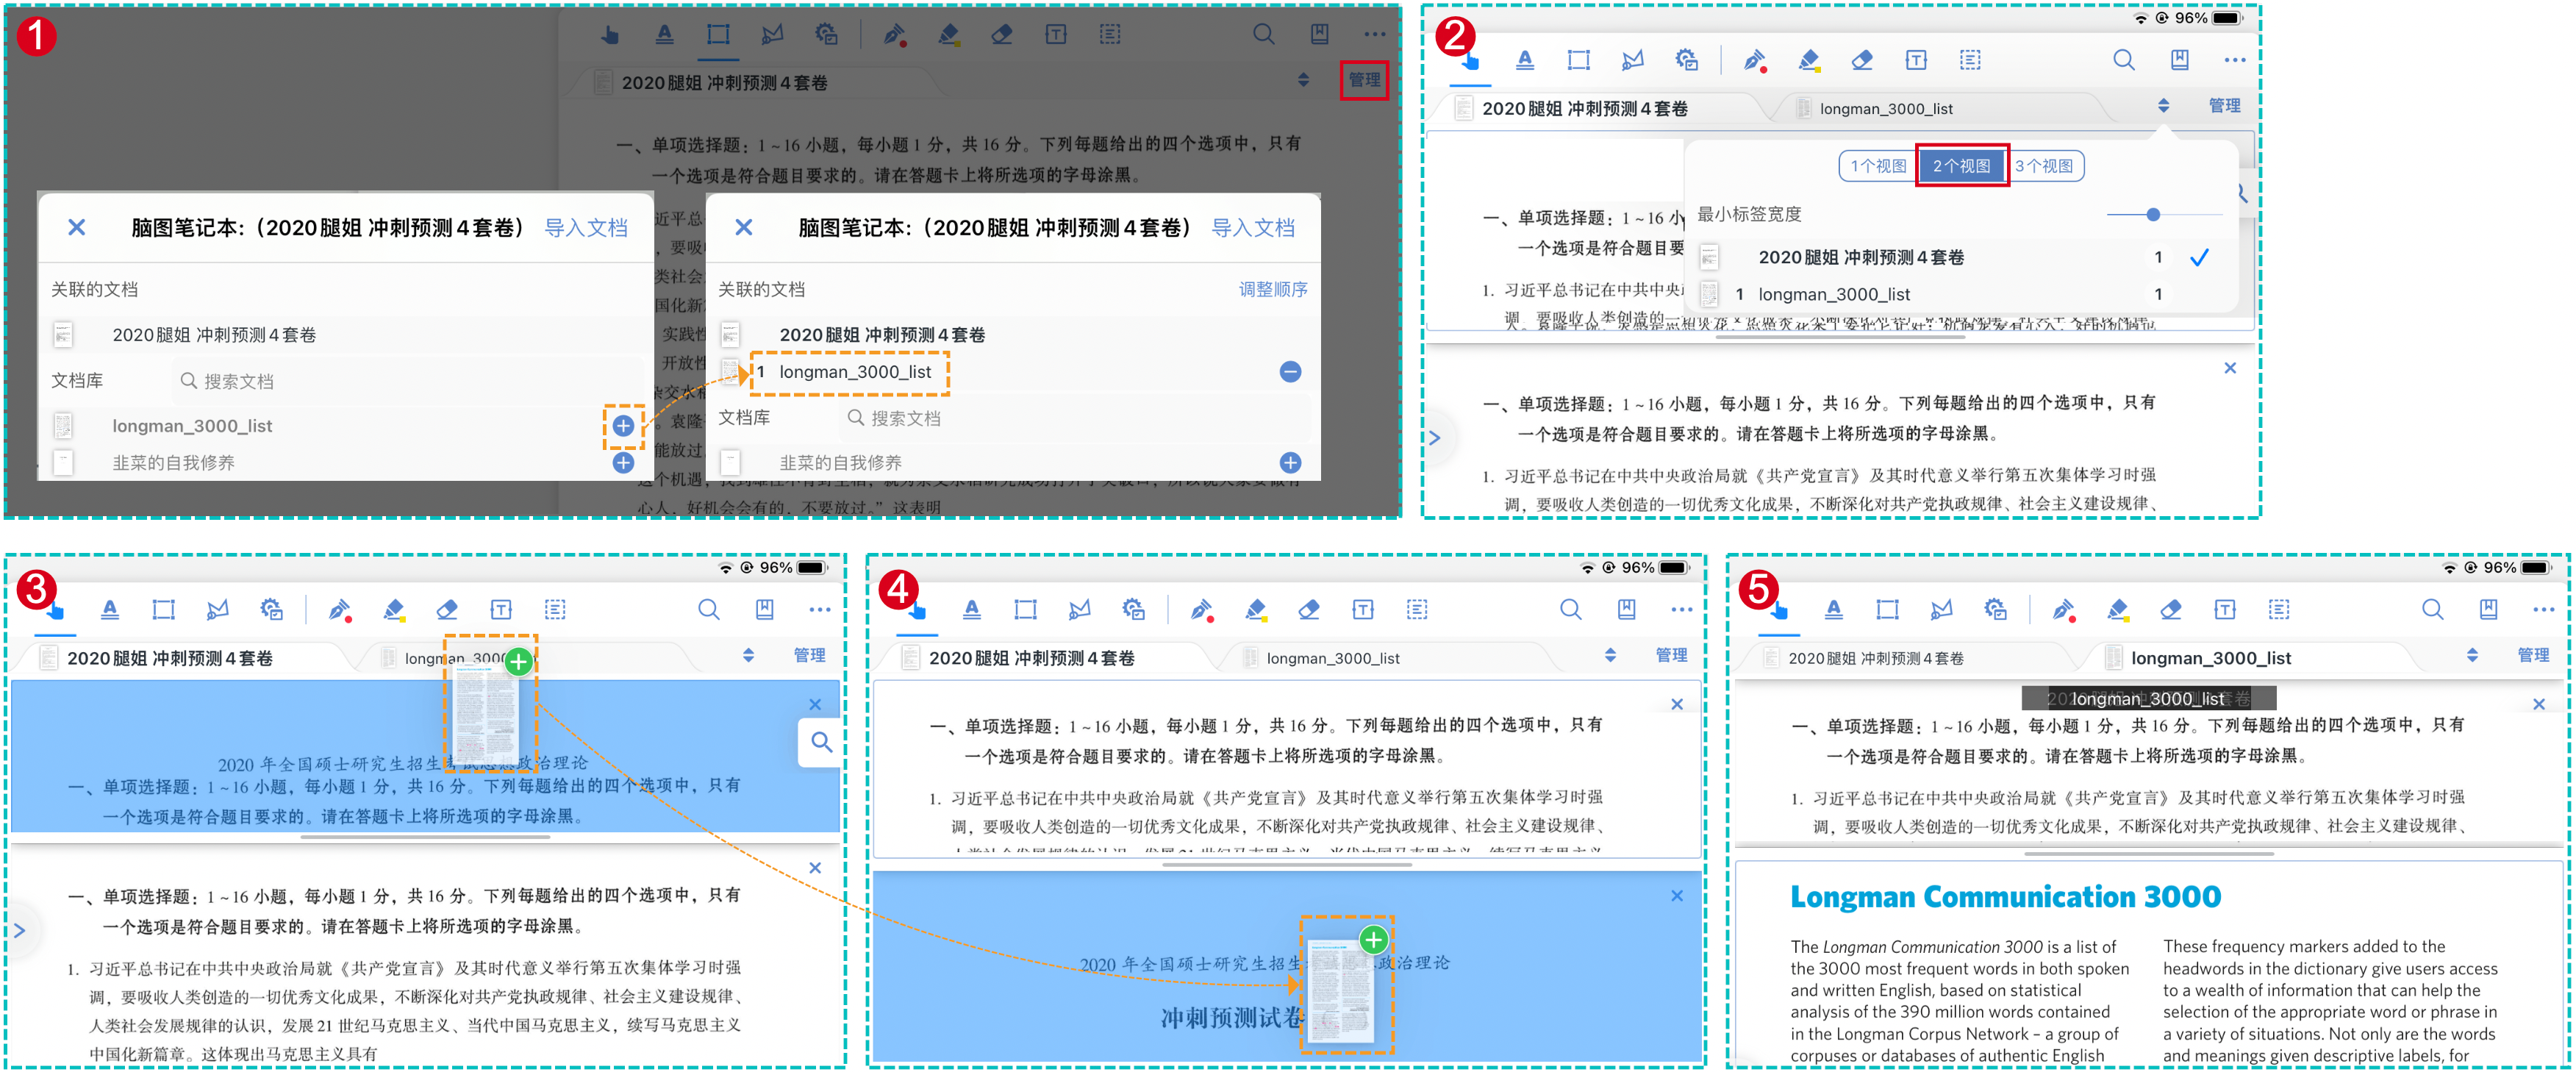 1
2020腿姐 冲刺预测4套卷
管理
一、单项选择题：1～16小题，每小题1分，共16分。下列每题给出的四个选项中，只有
一个选项是符合题目要求的。请在答题卡上将所选项的字母涂黑。
脑图笔记本:（2020腿姐 冲刺预测4套卷）
导入文档
关联的文档
2020腿姐 冲刺预测4套卷
文档库
搜索文档
longman_3000_list
韭菜的自我修养
脑图笔记本:（2020腿姐 冲刺预测4套卷）
导入文档
关联的文档
调整顺序
2020腿姐 冲刺预测4套卷
1 longman_3000_list
文档库
搜索文档
韭菜的自我修养
心人，好机会会有的，不要放过。”这表明
2
96%
2020腿姐 冲刺预测4套卷
longman_3000_list
管理
1个视图
2个视图
3个视图
最小标签宽度
2020腿姐 冲刺预测4套卷 1
1 longman_3000_list 1
一、单项选择题：1～16小
一个选项是符合题目要
1. 习近平总书记在中共中央
一、单项选择题：1～16小题，每小题1分，共16分。下列每题给出的四个选项中，只有
一个选项是符合题目要求的。请在答题卡上将所选项的字母涂黑。
1. 习近平总书记在中共中央政治局就《共产党宣言》及其时代意义举行第五次集体学习时强
调，要吸收人类创造的一切优秀文化成果，不断深化对共产党执政规律、社会主义建设规律、
3
96%
2020腿姐 冲刺预测4套卷
longman_300
管理
2020年全国硕士研究生招生考试思想政治理论
一、单项选择题：1～16小题，每小题1分，共16分。下列每题给出的四个选项中，只有
一个选项是符合题目要求的。请在答题卡上将所选项的字母涂黑。
一、单项选择题：1～16小题，每小题1分，共16分。下列每题给出的四个选项中，只有
一个选项是符合题目要求的。请在答题卡上将所选项的字母涂黑。
1. 习近平总书记在中共中央政治局就《共产党宣言》及其时代意义举行第五次集体学习时强
调，要吸收人类创造的一切优秀文化成果，不断深化对共产党执政规律、社会主义建设规律、
人类社会发展规律的认识，发展21世纪马克思主义、当代中国马克思主义，续写马克思主义
中国化新篇章。这体现出马克思主义具有
4
96%
2020腿姐 冲刺预测4套卷
longman_3000_list
管理
一、单项选择题：1～16小题，每小题1分，共16分。下列每题给出的四个选项中，只有
一个选项是符合题目要求的。请在答题卡上将所选项的字母涂黑。
1. 习近平总书记在中共中央政治局就《共产党宣言》及其时代意义举行第五次集体学习时强
调，要吸收人类创造的一切优秀文化成果，不断深化对共产党执政规律、社会主义建设规律、
2020年全国硕士研究生招生 政治理论
冲刺预测试卷
5
96%
2020腿姐 冲刺预测4套卷
longman_3000_list
管理
longman_3000_list
一、单项选择题：1～16小题，每小题1分，共16分。下列每题给出的四个选项中，只有
一个选项是符合题目要求的。请在答题卡上将所选项的字母涂黑。
1. 习近平总书记在中共中央政治局就《共产党宣言》及其时代意义举行第五次集体学习时强
调，要吸收人类创造的一切优秀文化成果，不断深化对共产党执政规律、社会主义建设规律、
Longman Communication 3000
The Longman Communication 3000 is a list of
the 3000 most frequent words in both spoken
and written English, based on statistical
analysis of the 390 million words contained
in the Longman Corpus Network – a group of
corpuses or databases of authentic English
These frequency markers added to the
headwords in the dictionary give users access
to a wealth of information that can help the
selection of the appropriate word or phrase in
a variety of situations. Not only are the words
and meanings given descriptive labels, for